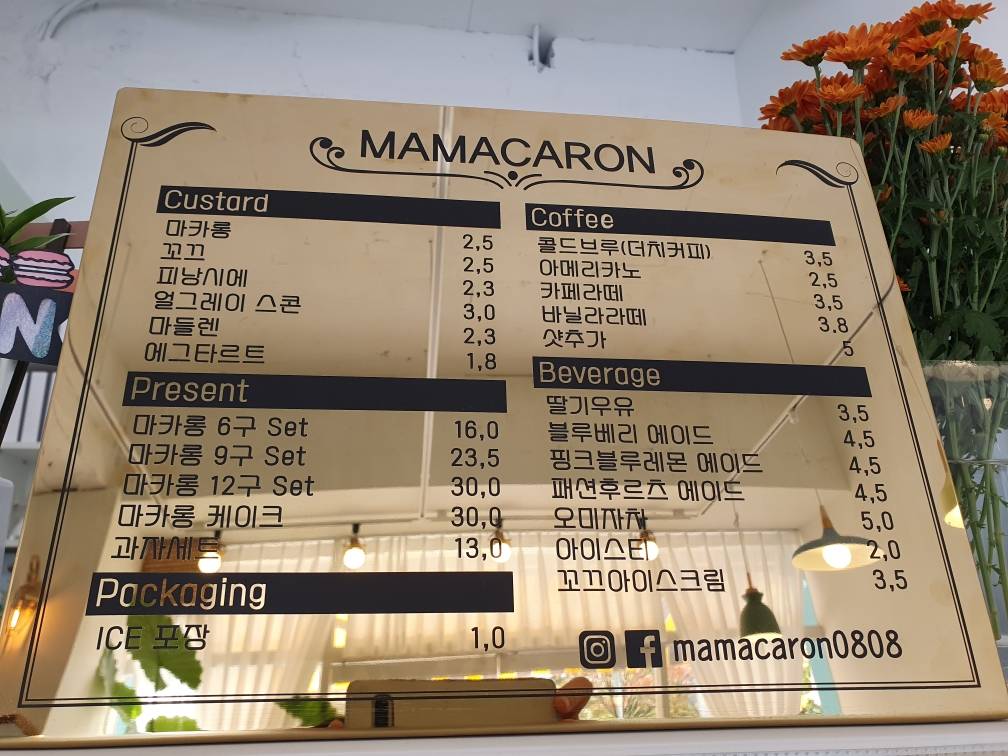 MAMACARON
Custard
마카롱 2,5
꼬끄 2,5
피낭시에 2,3
얼그레이 스콘 3,0
마들렌 2,3
에그타르트 1,8
Present
마카롱 6구 Set 16,0
마카롱 9구 Set 23,5
마카롱 12구 Set 30,0
마카롱 케이크 30,0
과자세트 13,0
Packaging
ICE 포장 1,0
Coffee
콜드브루(더치커피) 3,5
아메리카노 2,5
카페라떼 3,5
바닐라라떼 3.8
샷추가 5
Beverage
딸기우유 3,5
블루베리 에이드 4,5
핑크블루레몬 에이드 4,5
패션후르츠 에이드 4,5
오미자차 5,0
아이스티 2,0
꼬끄아이스크림 3,5
mamacaron0808
N